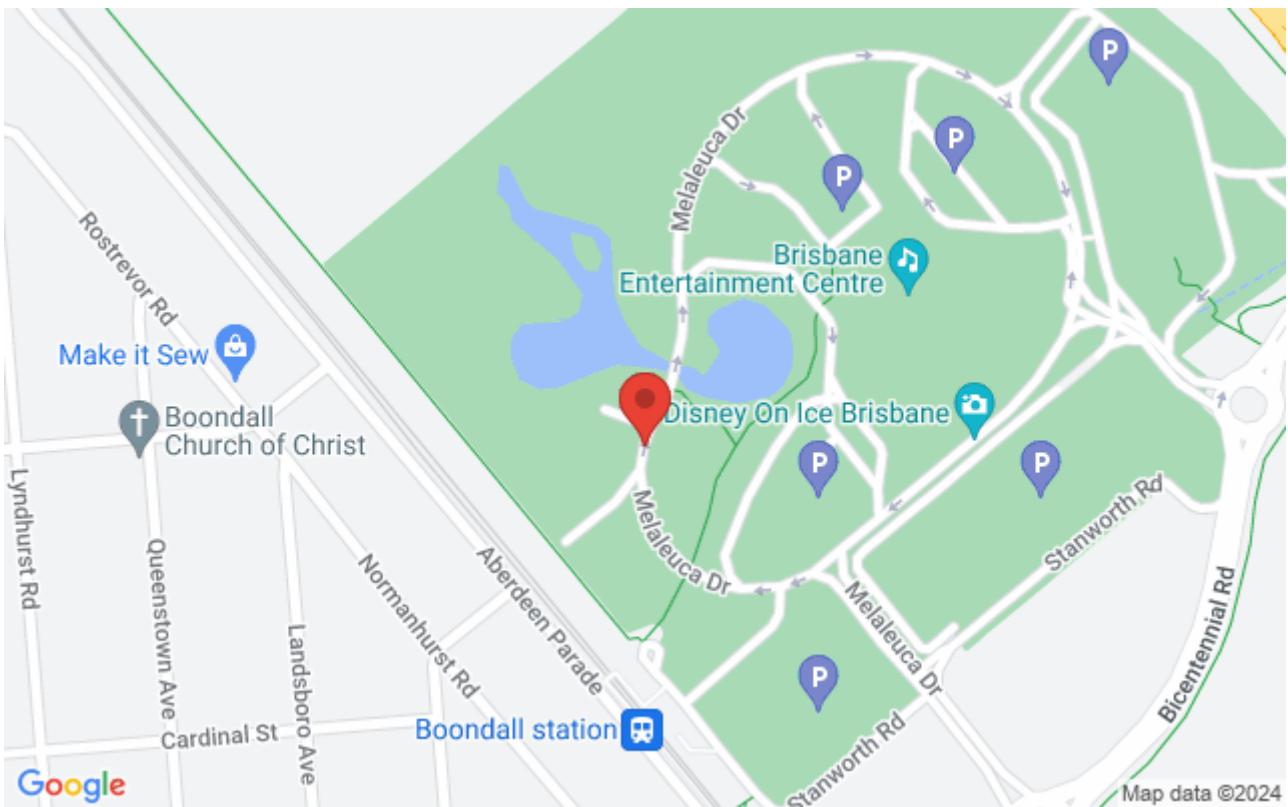 P
P
P
P
Melaleuca Dr
Brisbane
Entertainment Centre
Rostrevor Rd
Make it Sew
Boondall
Church of Christ
Disney On Ice Brisbane
P
P
Lyndhurst Rd
Queenstown Ave
Landsboro Ave
Normanhurst Rd
Aberdeen Parade
Melaleuca Dr
Melaleuca Dr
Stanworth Rd
Bicentennial Rd
P
Cardinal St
Boondall station
Stanworth Rd
Google
Map data ©2024